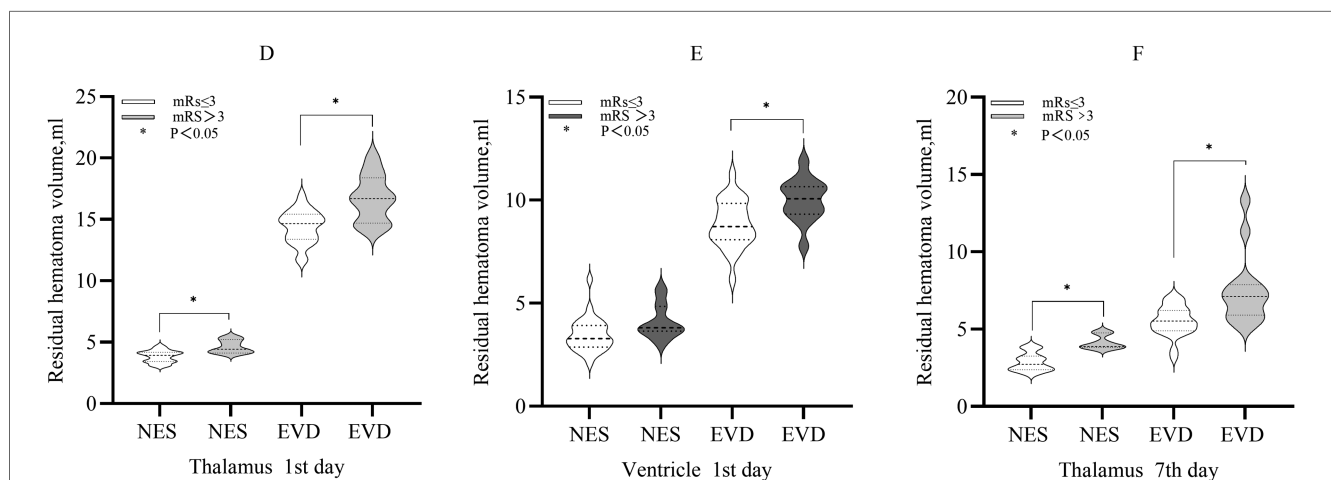 D
Residual hematoma volume,ml
25
20
15
10
5
0
mRs≤3
mRS＞3
* P＜0.05
*
*
NES NES EVD EVD
Thalamus 1st day
E
Residual hematoma volume,ml
15
10
5
0
mRs≤3
mRS ＞3
* P＜0.05
*
NES NES EVD EVD
Ventricle 1st day
F
Residual hematoma volume,ml
20
15
10
5
0
mRs≤3
mRS >3
* P＜0.05
*
*
NES NES EVD EVD
Thalamus 7th day